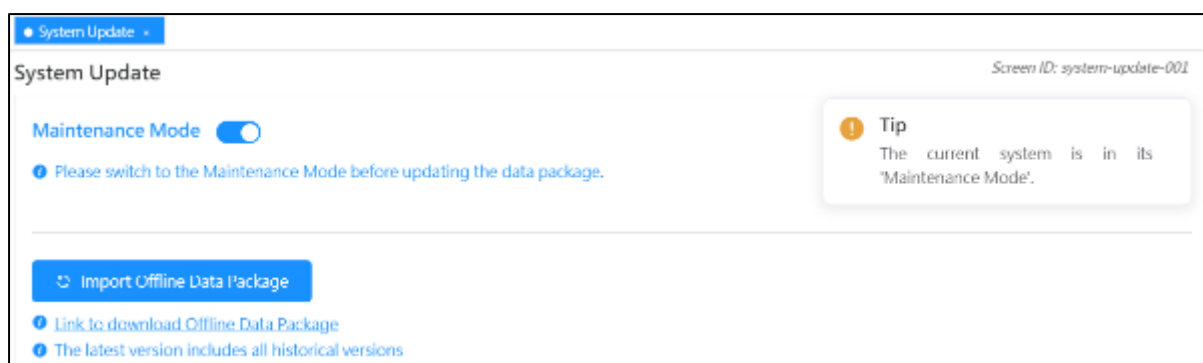 System Update ×
System Update
Screen ID: system-update-001
Maintenance Mode
Please switch to the Maintenance Mode before updating the data package.
Tip
The current system is in its
'Maintenance Mode'.
Import Offline Data Package
Link to download Offline Data Package
The latest version includes all historical versions